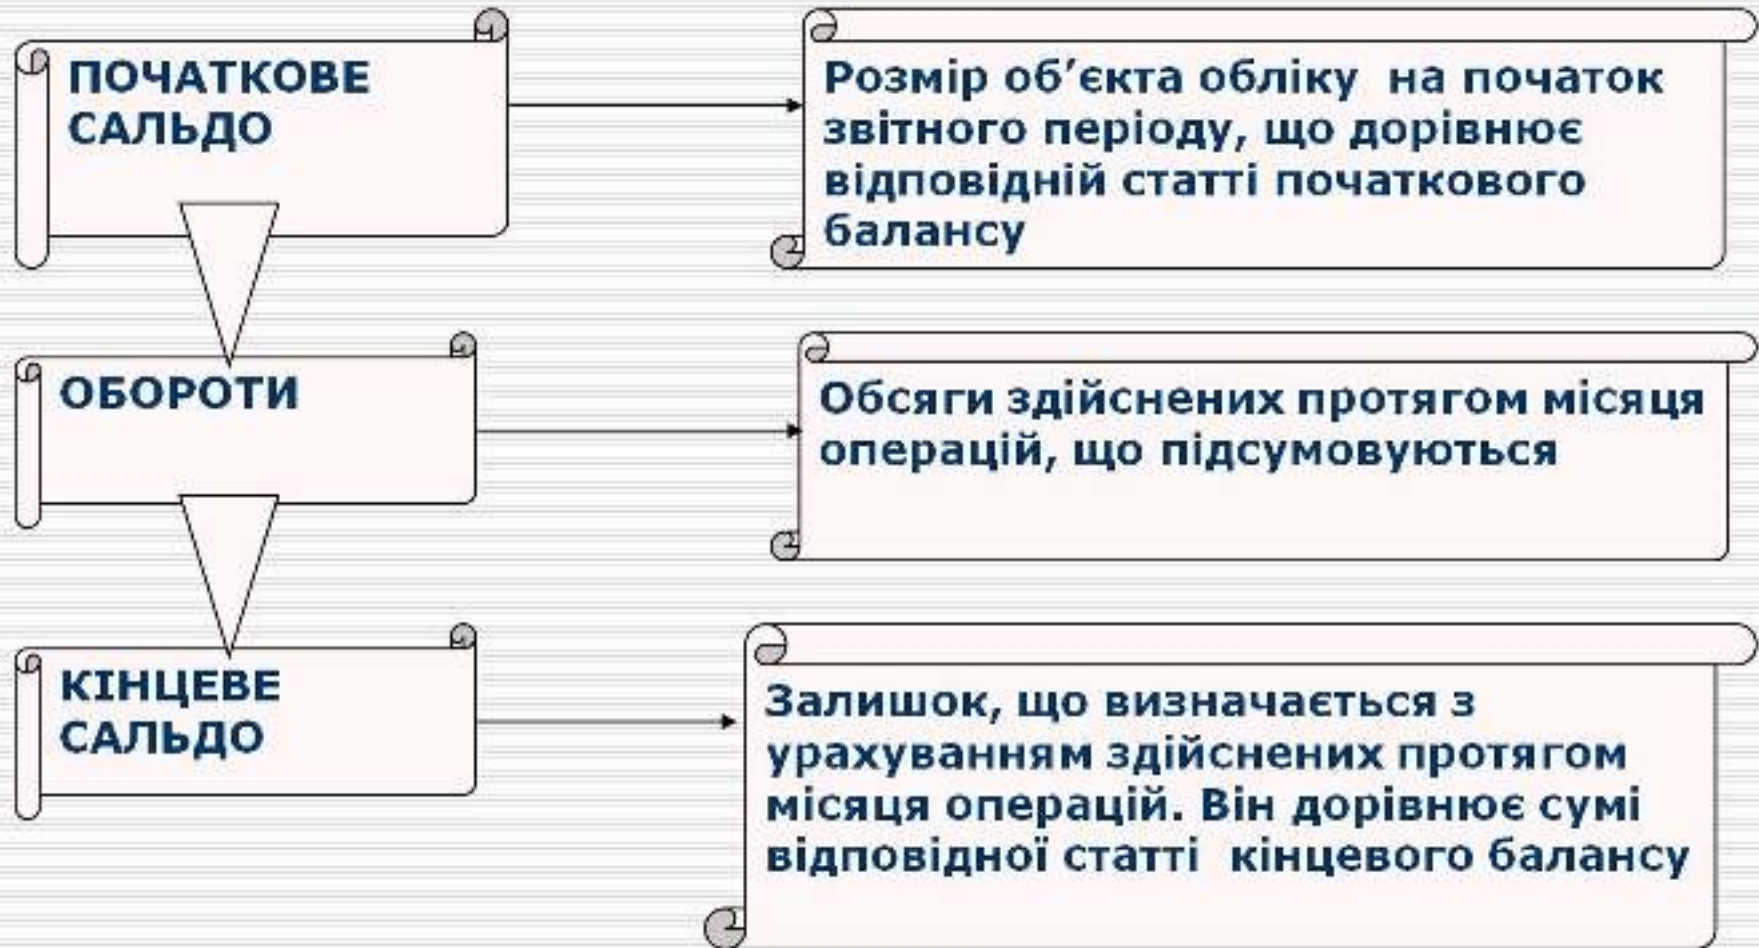 ПОЧАТКОВЕ
САЛЬДО
Розмір об’єкта обліку на початок
звітного періоду, що дорівнює
відповідній статті початкового
балансу
ОБОРОТИ
Обсяги здійснених протягом місяця
операцій, що підсумовуються
КІНЦЕВЕ
САЛЬДО
Залишок, що визначається з
урахуванням здійснених протягом
місяця операцій. Він дорівнює сумі
відповідної статті кінцевого балансу